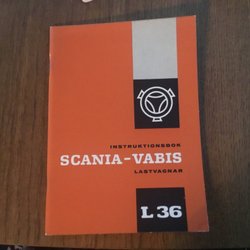 INSTRUKTIONSBOK
SCANIA-VABIS
LASTVAGNAR
L 36